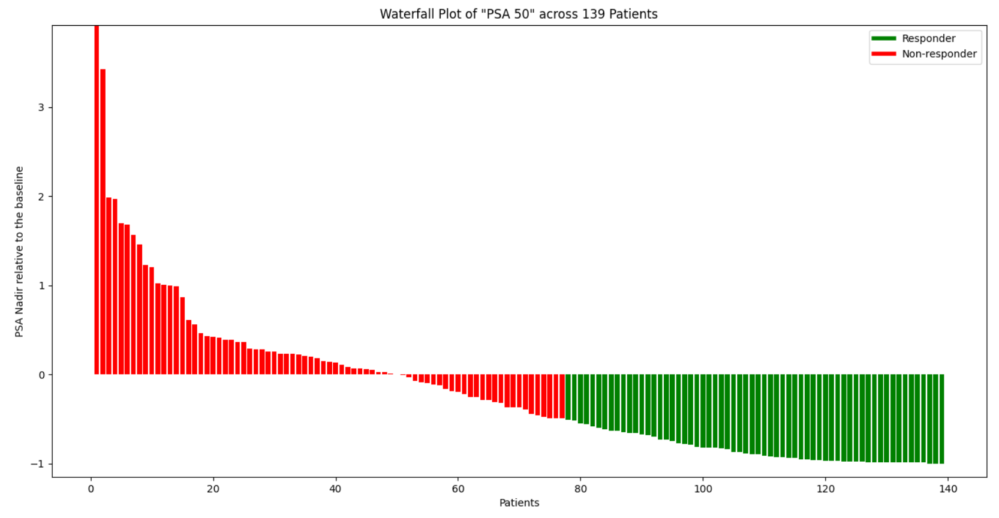 Waterfall Plot of "PSA 50" across 139 Patients
Responder
Non-responder
PSA Nadir relative to the baseline
3
2
1
0
−1
0 20 40 60 80 100 120 140
Patients